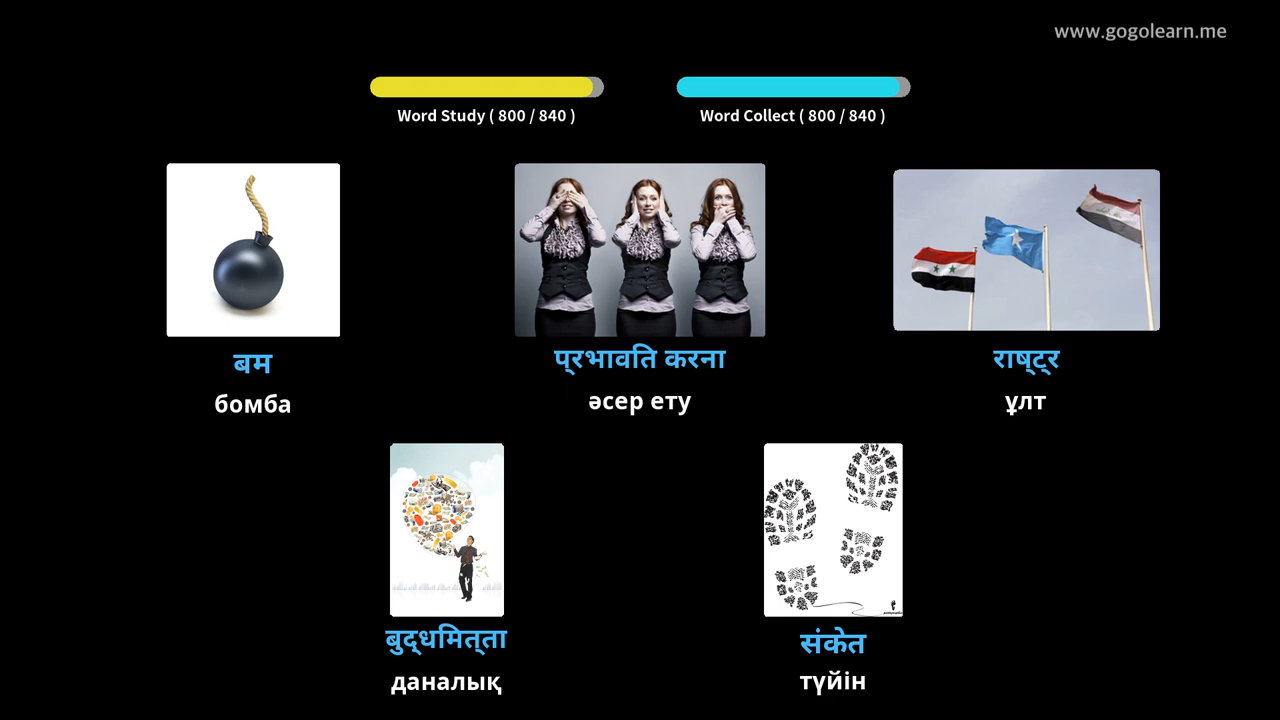 www.gogolearn.me
Word Study ( 800 / 840 )
Word Collect ( 800 / 840 )
बम
бомба
प्रभावति करना
әсер ету
राष्ट्र
ұлт
बुद्धमित्ता
даналық
संकेत
түйін